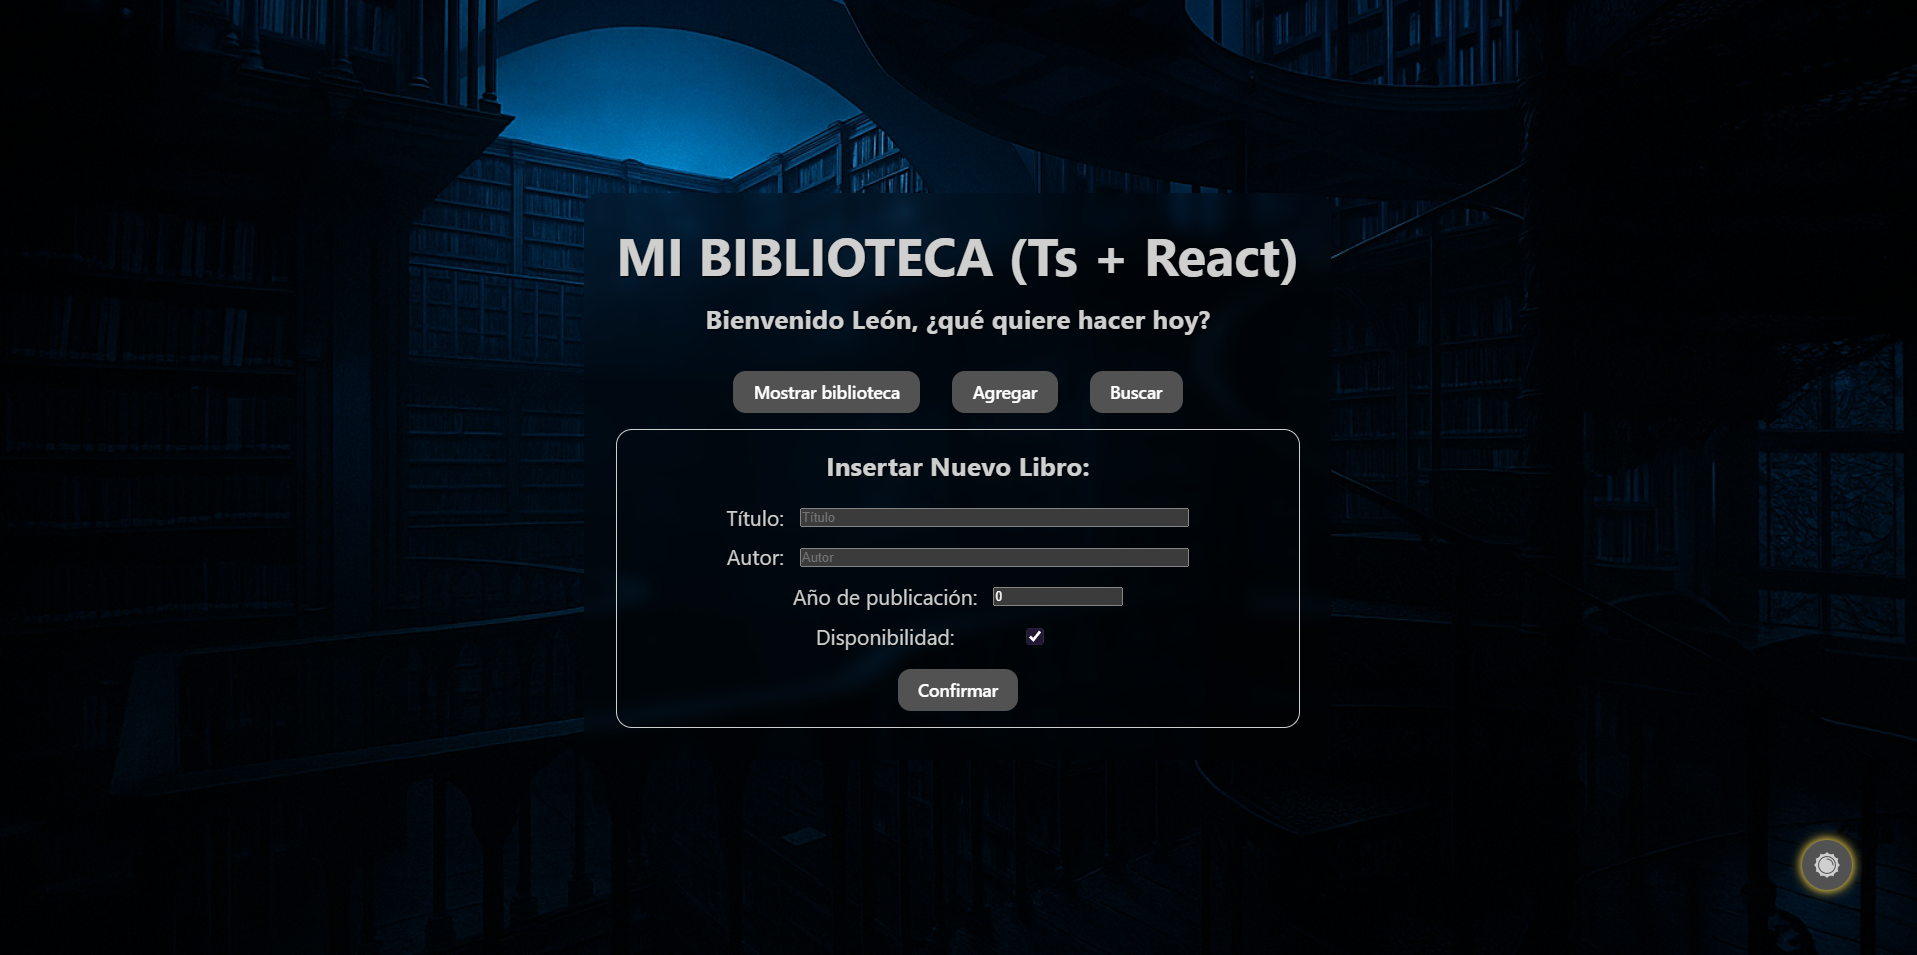 MI BIBLIOTECA (Ts + React)
Bienvenido León, ¿qué quiere hacer hoy?
Mostrar biblioteca Agregar Buscar
Insertar Nuevo Libro:
Título: Título
Autor: Autor
Año de publicación: 0
Disponibilidad:
Confirmar